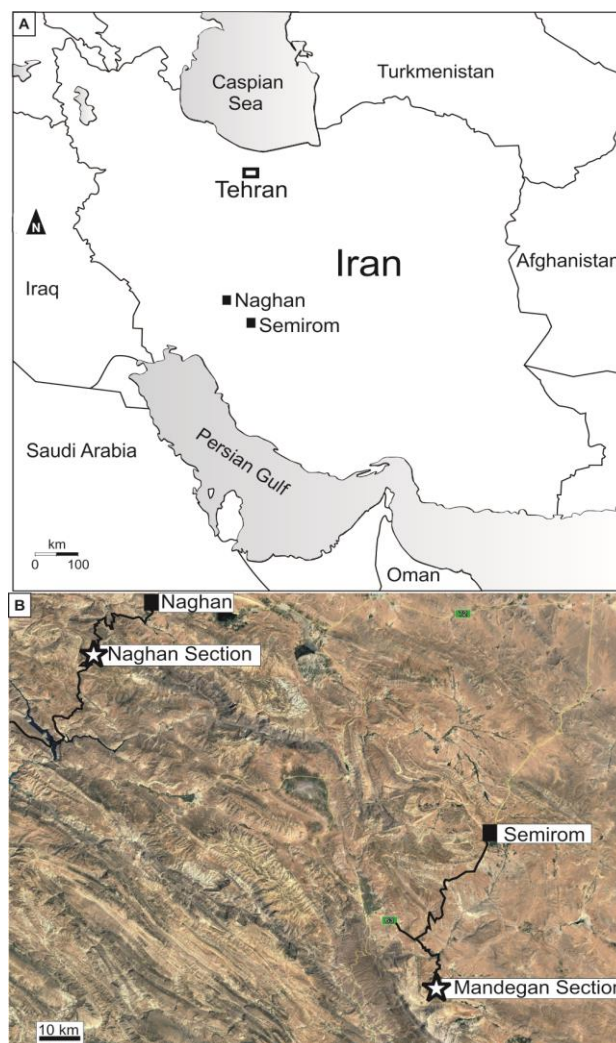 A
Caspian
Sea
Turkmenistan
Tehran
N
Iran
Afghanistan
Iraq
Naghan
Semirom
Saudi Arabia
Persian Gulf
km
0 100
Oman
B
Naghan
Naghan Section
Semirom
Mandegan Section
10 km